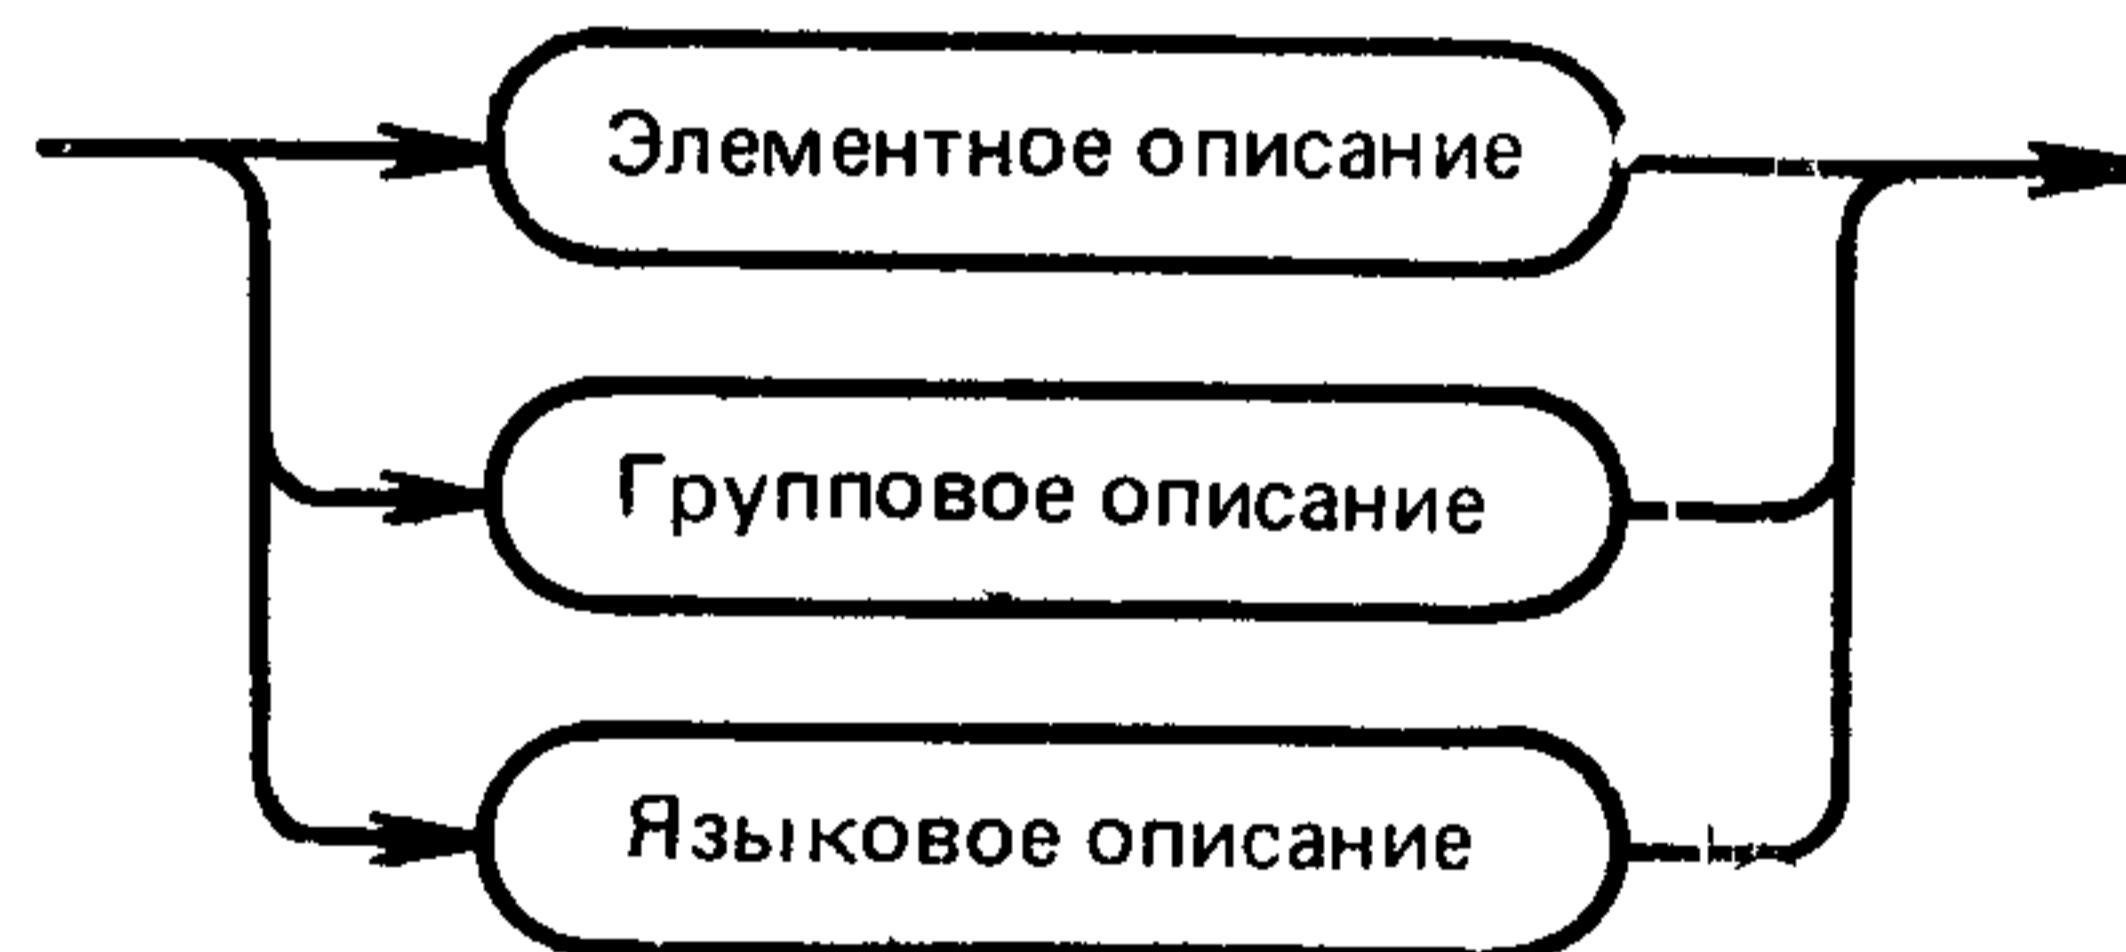 Элементное описание
Групповое описание
Языковое описание